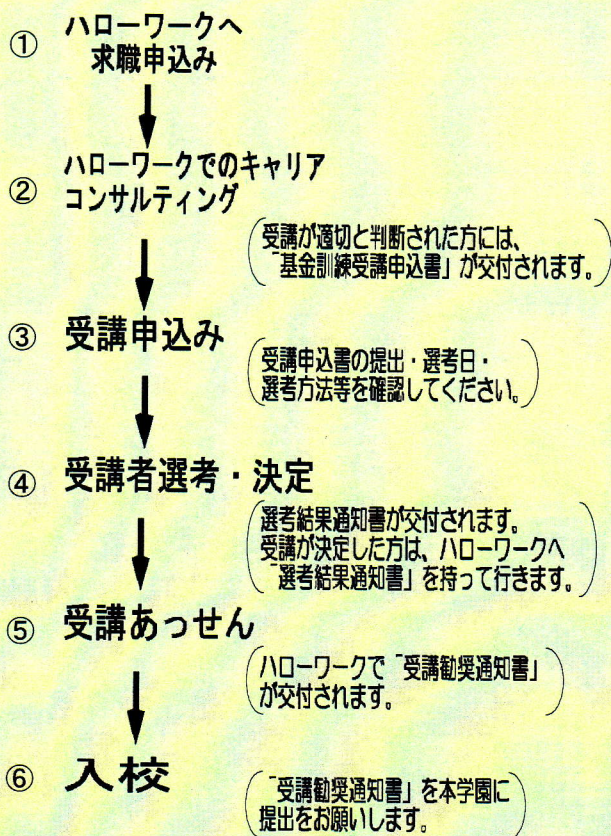 ① ハローワークへ
求職申込み
② ハローワークでのキャリア
コンサルティング
受講が適切と判断された方には、
「基金訓練受講申込書」が交付されます。
③ 受講申込み
受講申込書の提出・選考日・
選考方法等を確認してください。
④ 受講者選考・決定
選考結果通知書が交付されます。
受講が決定した方は、ハローワークへ
「選考結果通知書」を持って行きます。
⑤ 受講あっせん
ハローワークで「受講勧奨通知書」
が交付されます。
⑥ 入校
「受講勧奨通知書」を本学園に
提出をお願いします。